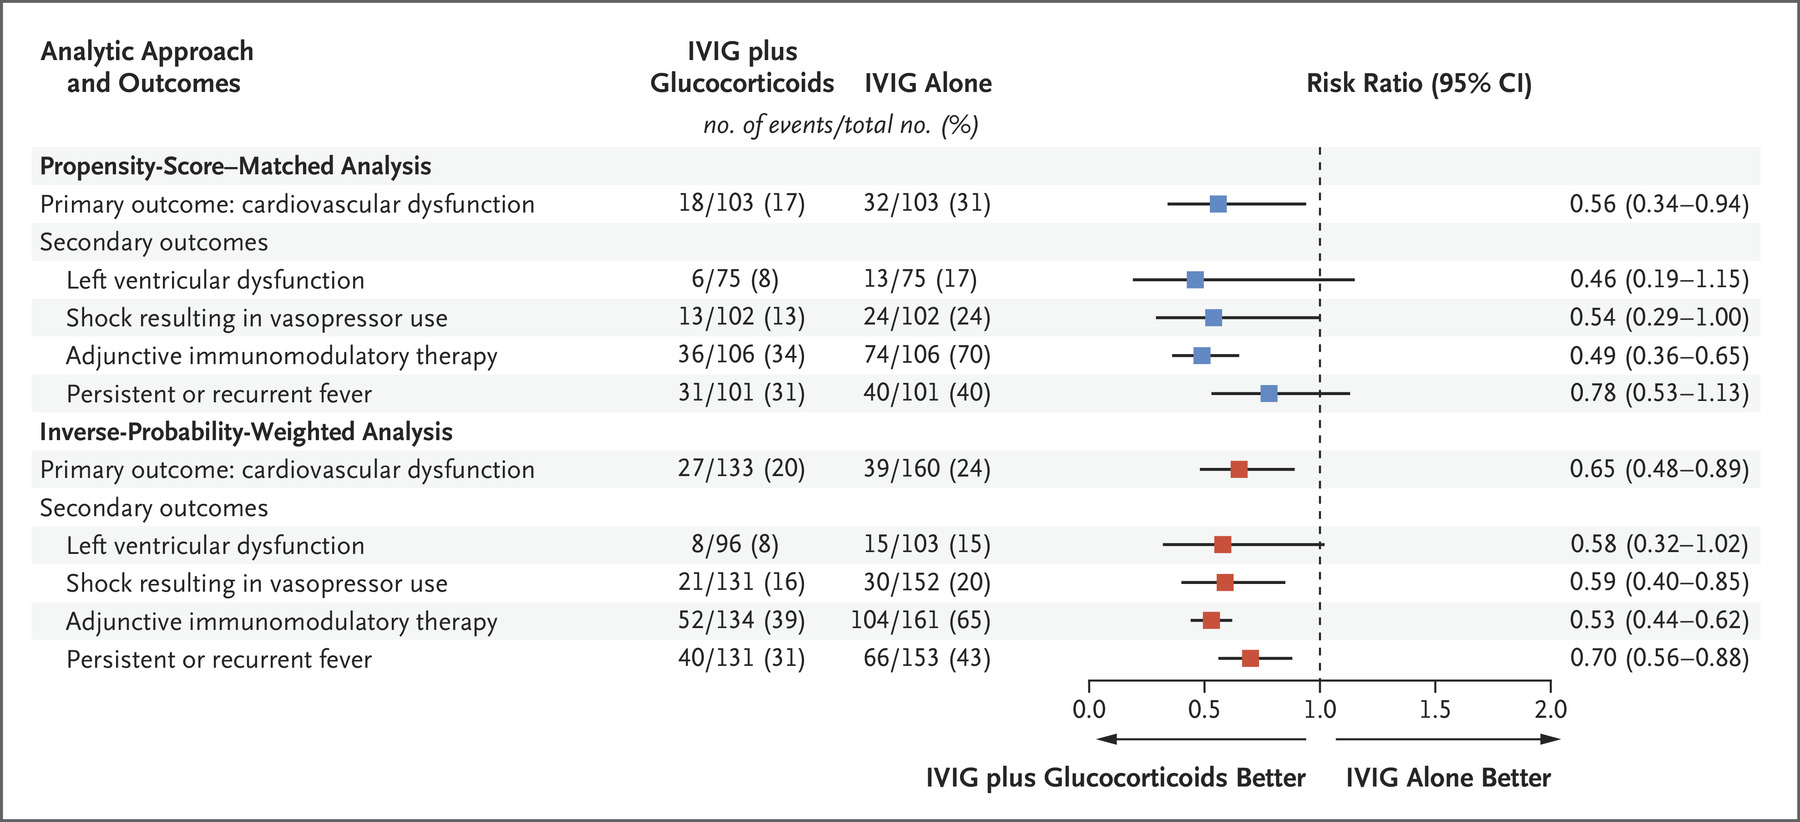 Analytic Approach
and Outcomes
IVIG plus
Glucocorticoids
IVIG Alone
Risk Ratio (95% CI)
no. of events/total no. (%)
Propensity-Score–Matched Analysis
Primary outcome: cardiovascular dysfunction 18/103 (17) 32/103 (31) 0.56 (0.34–0.94)
Secondary outcomes
Left ventricular dysfunction 6/75 (8) 13/75 (17) 0.46 (0.19–1.15)
Shock resulting in vasopressor use 13/102 (13) 24/102 (24) 0.54 (0.29–1.00)
Adjunctive immunomodulatory therapy 36/106 (34) 74/106 (70) 0.49 (0.36–0.65)
Persistent or recurrent fever 31/101 (31) 40/101 (40) 0.78 (0.53–1.13)
Inverse-Probability-Weighted Analysis
Primary outcome: cardiovascular dysfunction 27/133 (20) 39/160 (24) 0.65 (0.48–0.89)
Secondary outcomes
Left ventricular dysfunction 8/96 (8) 15/103 (15) 0.58 (0.32–1.02)
Shock resulting in vasopressor use 21/131 (16) 30/152 (20) 0.59 (0.40–0.85)
Adjunctive immunomodulatory therapy 52/134 (39) 104/161 (65) 0.53 (0.44–0.62)
Persistent or recurrent fever 40/131 (31) 66/153 (43) 0.70 (0.56–0.88)
0.0 0.5 1.0 1.5 2.0
IVIG plus Glucocorticoids Better IVIG Alone Better